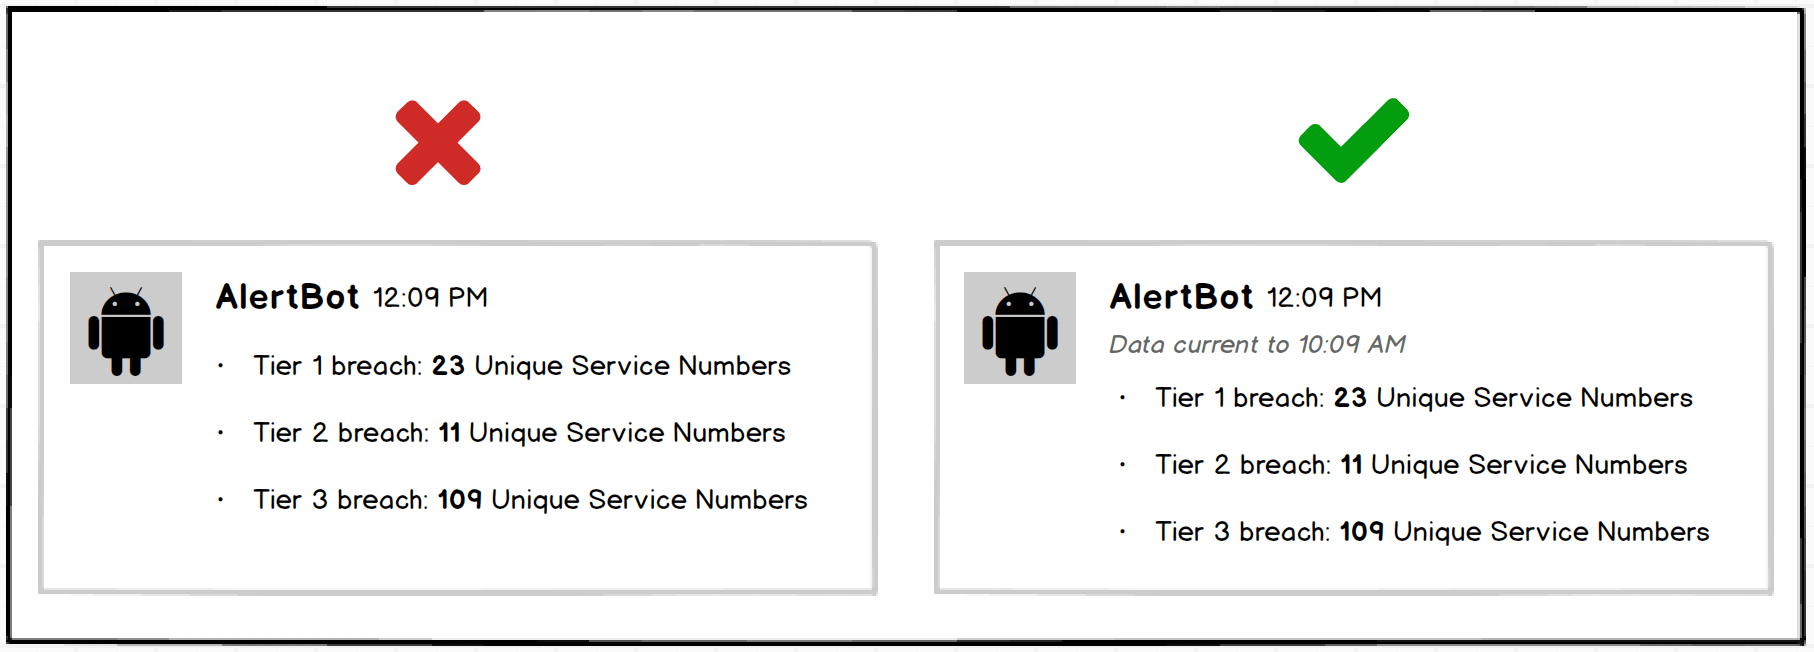 AlertBot 12:09 PM
• Tier 1 breach: 23 Unique Service Numbers
• Tier 2 breach: 11 Unique Service Numbers
• Tier 3 breach: 109 Unique Service Numbers
AlertBot 12:09 PM
Data current to 10:09 AM
• Tier 1 breach: 23 Unique Service Numbers
• Tier 2 breach: 11 Unique Service Numbers
• Tier 3 breach: 109 Unique Service Numbers